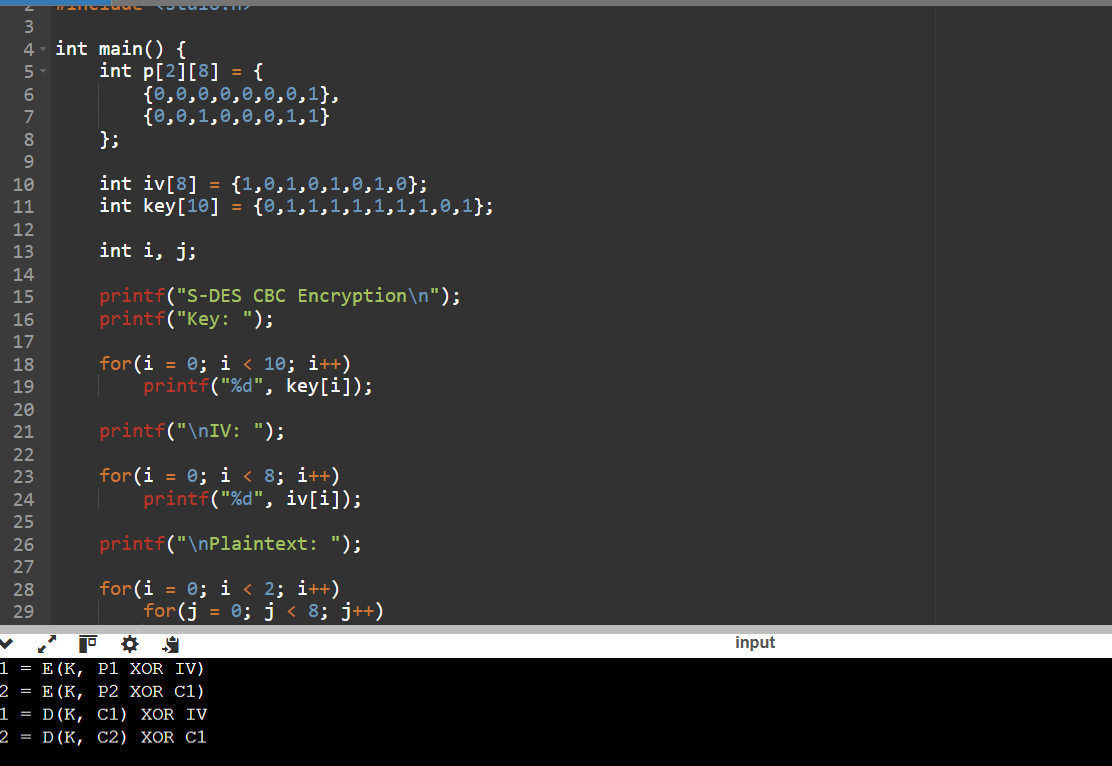 2 #include <stdio.h>
3
4 int main() {
5 int p[2][8] = {
6 {0,0,0,0,0,0,0,1},
7 {0,0,1,0,0,0,1,1}
8 };
9
10 int iv[8] = {1,0,1,0,1,0,1,0};
11 int key[10] = {0,1,1,1,1,1,1,1,0,1};
12
13 int i, j;
14
15 printf("S-DES CBC Encryption\n");
16 printf("Key: ");
17
18 for(i = 0; i < 10; i++)
19 printf("%d", key[i]);
20
21 printf("\nIV: ");
22
23 for(i = 0; i < 8; i++)
24 printf("%d", iv[i]);
25
26 printf("\nPlaintext: ");
27
28 for(i = 0; i < 2; i++)
29 for(j = 0; j < 8; j++)
input
1 = E(K, P1 XOR IV)
2 = E(K, P2 XOR C1)
1 = D(K, C1) XOR IV
2 = D(K, C2) XOR C1